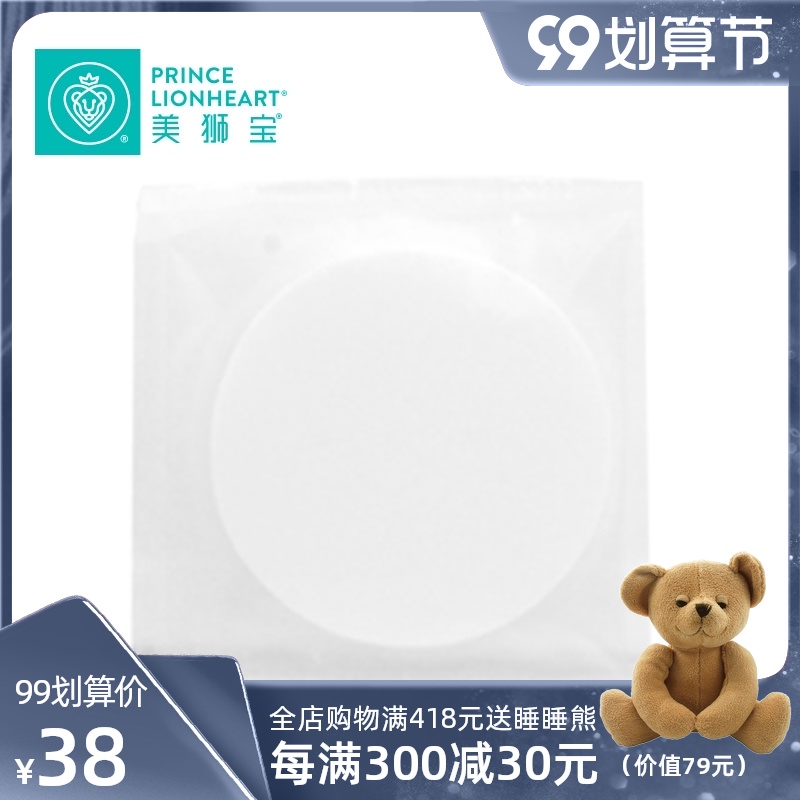 99划算节
PRINCE
LIONHEART®
美狮宝®
®
99划算价
¥38
全店购物满418元送睡睡熊
每满300减30元
（价值79元）